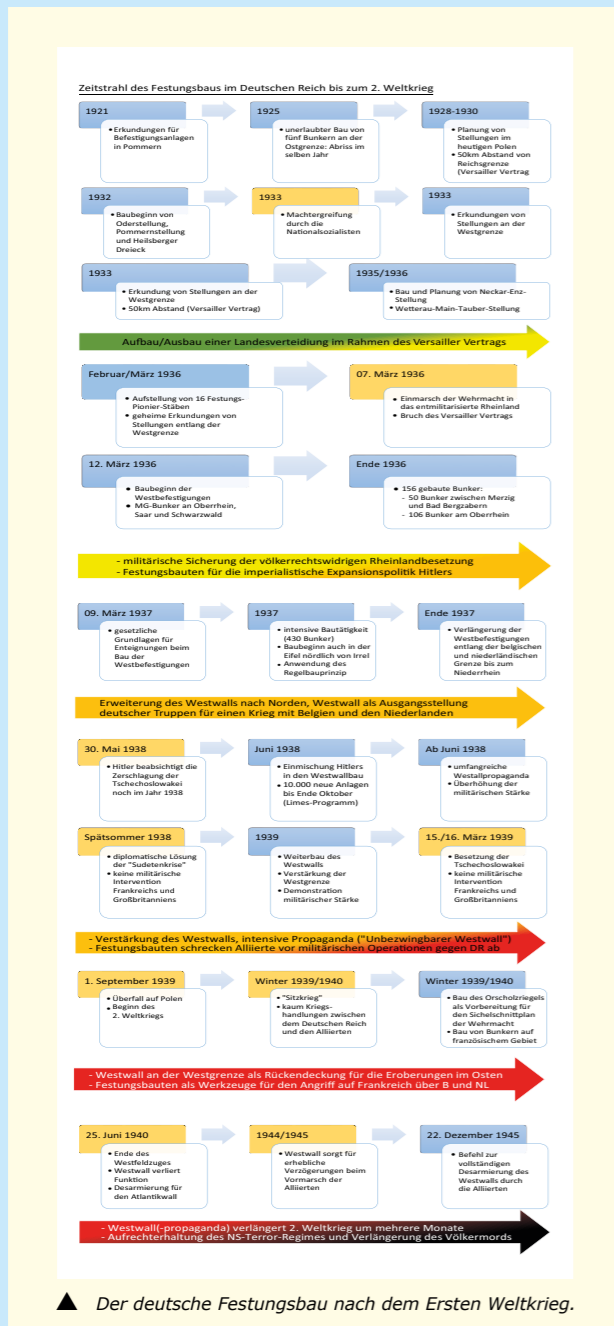 Zeitstrahl des Festungsbaus im Deutschen Reich bis zum 2. Weltkrieg
1921
• Erkundungen für
Befestigungsanlagen
in Pommern
1925
• unerlaubter Bau von
fünf Bunkern an der
Ostgrenze: Abriss im
selben Jahr
1928-1930
• Planung von
Stellungen im
heutigen Polen
• 50km Abstand von
Reichsgrenze
(Versailler Vertrag
1932
• Baubeginn von
Oderstellung,
Pommernstellung
und Heilsberger
Dreieck
1933
• Machtergreifung
durch die
Nationalsozialisten
1933
• Erkundungen von
Stellungen an der
Westgrenze
1933
• Erkundung von Stellungen an der
Westgrenze
• 50km Abstand (Versailler Vertrag)
1935/1936
• Bau und Planung von Neckar-Enz-
Stellung
• Wetterau-Main-Tauber-Stellung
Aufbau/Ausbau einer Landesverteidiung im Rahmen des Versailler Vertrags
Februar/März 1936
• Aufstellung von 16 Festungs-
Pionier-Stäben
• geheime Erkundungen von
Stellungen entlang der
Westgrenze
07. März 1936
• Einmarsch der Wehrmacht in
das entmilitarisierte Rheinland
• Bruch des Versailler Vertrags
12. März 1936
• Baubeginn der
Westbefestigungen
• MG-Bunker an Oberrhein,
Saar und Schwarzwald
Ende 1936
• 156 gebaute Bunker:
- 50 Bunker zwischen Merzig
und Bad Bergzabern
- 106 Bunker am Oberrhein
- militärische Sicherung der völkerrechtswidrigen Rheinlandbesetzung
- Festungsbauten für die imperialistische Expansionspolitik Hitlers
09. März 1937
• gesetzliche
Grundlagen für
Enteignungen beim
Bau der
Westbefestigungen
1937
• intensive Bautätigkeit
(430 Bunker)
• Baubeginn auch in der
Eifel nördlich von Irrel
• Anwendung des
Regelbauprinzip
Ende 1937
• Verlängerung der
Westbefestigungen
entlang der belgischen
und niederländischen
Grenze bis zum
Niederrhein
Erweiterung des Westwalls nach Norden, Westwall als Ausgangsstellung
deutscher Truppen für einen Krieg mit Belgien und den Niederlanden
30. Mai 1938
• Hitler beabsichtigt die
Zerschlagung der
Tschechoslowakei
noch im Jahr 1938
Juni 1938
• Einmischung Hitlers
in den Westwallbau
• 10.000 neue Anlagen
bis Ende Oktober
(Limes-Programm)
Ab Juni 1938
• umfangreiche
Westallpropaganda
• Überhöhung der
militärischen Stärke
Spätsommer 1938
• diplomatische Lösung
der "Sudetenkrise"
• keine militärische
Intervention
Frankreichs und
Großbritanniens
1939
• Weiterbau des
Westwalls
• Verstärkung der
Westgrenze
• Demonstration
militärischer Stärke
15./16. März 1939
• Besetzung der
Tschechoslowakei
• keine militärische
Intervention
Frankreichs und
Großbritanniens
- Verstärkung des Westwalls, intensive Propaganda ("Unbezwingbarer Westwall")
- Festungsbauten schrecken Alliierte vor militärischen Operationen gegen DR ab
1. September 1939
• Überfall auf Polen
• Beginn des
2. Weltkriegs
Winter 1939/1940
• "Sitzkrieg"
• kaum Kriegs-
handlungen zwischen
dem Deutschen Reich
und den Alliierten
Winter 1939/1940
• Bau des Orscholzriegels
als Vorbereitung für
den Sichelschnittplan
der Wehrmacht
• Bau von Bunkern auf
französischem Gebiet
- Westwall an der Westgrenze als Rückendeckung für die Eroberungen im Osten
- Festungsbauten als Werkzeuge für den Angriff auf Frankreich über B und NL
25. Juni 1940
• Ende des
Westfeldzuges
• Westwall verliert
Funktion
• Desarmierung für
den Atlantikwall
1944/1945
• Westwall sorgt für
erhebliche
Verzögerungen beim
Vormarsch der
Alliierten
22. Dezember 1945
• Befehl zur
vollständigen
Desarmierung des
Westwalls durch
die Alliierten
- Westwall(-propaganda) verlängert 2. Weltkrieg um mehrere Monate
- Aufrechterhaltung des NS-Terror-Regimes und Verlängerung des Völkermords
▲ Der deutsche Festungsbau nach dem Ersten Weltkrieg.